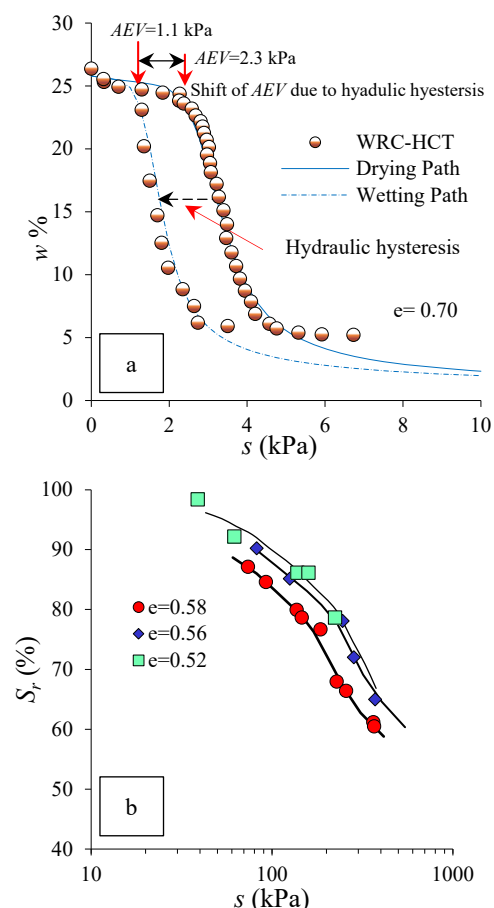 a
AEV=1.1 kPa
AEV=2.3 kPa
30
25
20
15
10
5
0
w %
Shift of AEV due to hyadulic hyestersis
WRC-HCT
Drying Path
Wetting Path
Hydraulic hysteresis
e= 0.70
a
0 2 4 6 8 10
s (kPa)
100
90
80
70
60
50
40
Sr (%)
e=0.58
e=0.56
e=0.52
b
10 100 1000
s (kPa)